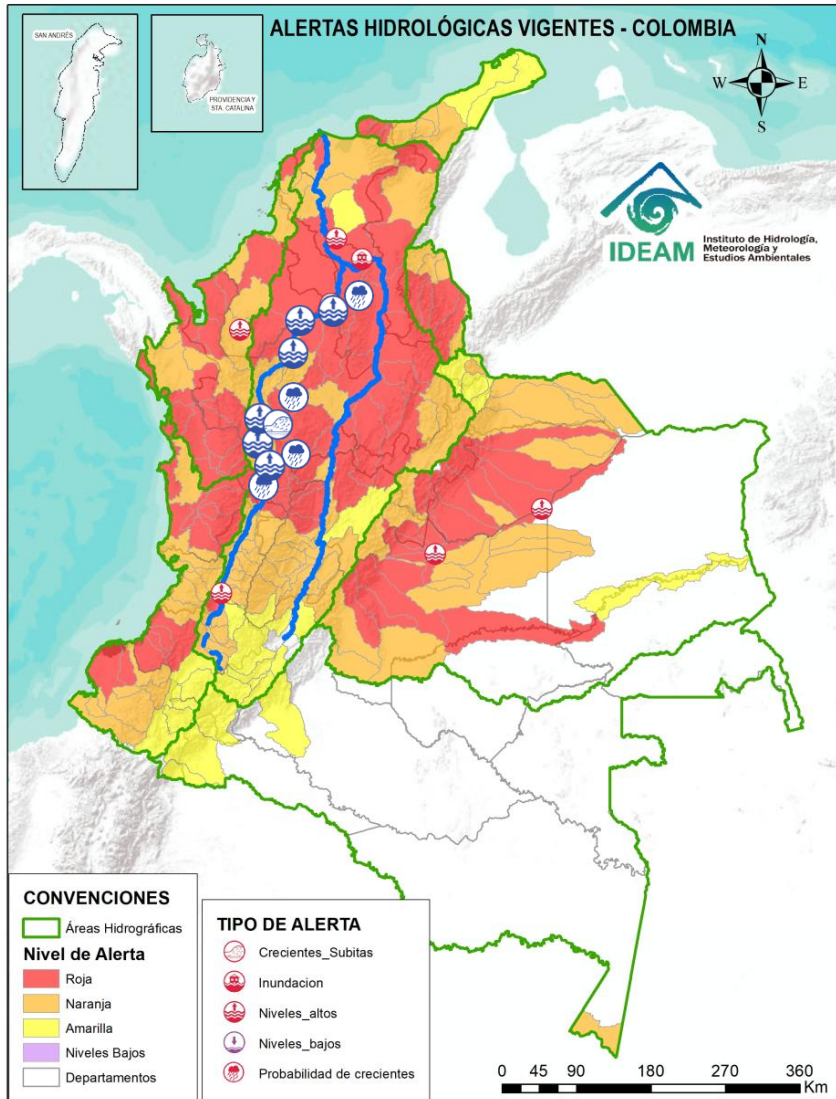 ALERTAS HIDROLÓGICAS VIGENTES - COLOMBIA
SAN ANDRÉS
PROVIDENCIA Y
STA. CATALINA
N
W
E
S
IDEAM
Instituto de Hidrología,
Meteorología y
Estudios Ambientales
CONVENCIONES
Áreas Hidrográficas
Nivel de Alerta
Roja
Naranja
Amarilla
Niveles Bajos
Departamentos
TIPO DE ALERTA
Crecientes_Subitas
Inundacion
Niveles_altos
Niveles_bajos
Probabilidad de crecientes
0 45 90 180 270 360
Km